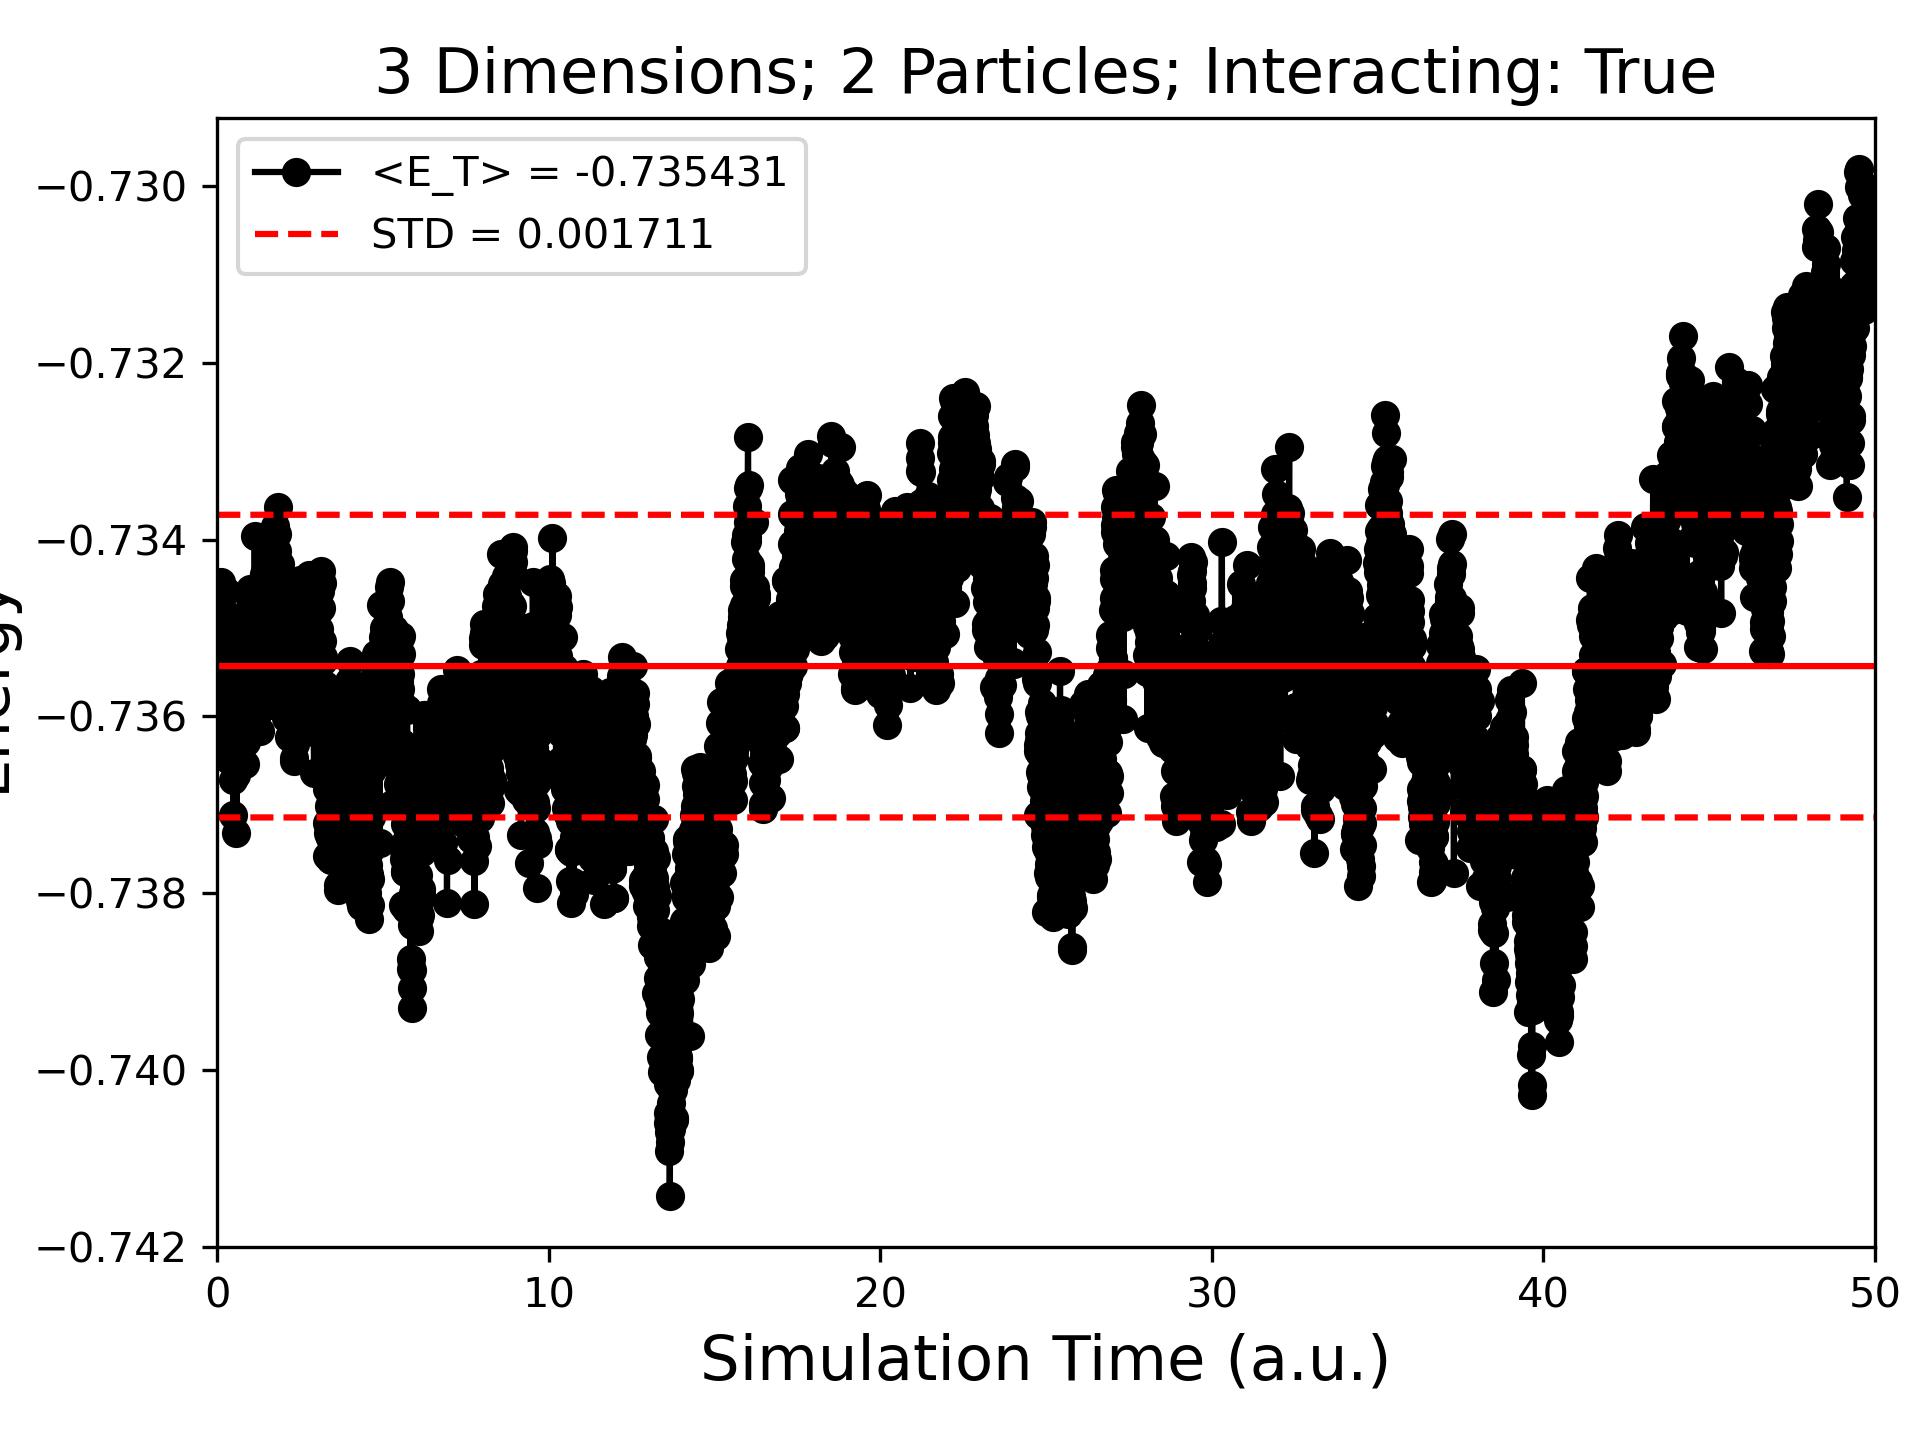 3 Dimensions; 2 Particles; Interacting: True
<E_T> = -0.735431
STD = 0.001711
Energy
−0.730
−0.732
−0.734
−0.736
−0.738
−0.740
−0.742
0 10 20 30 40 50
Simulation Time (a.u.)